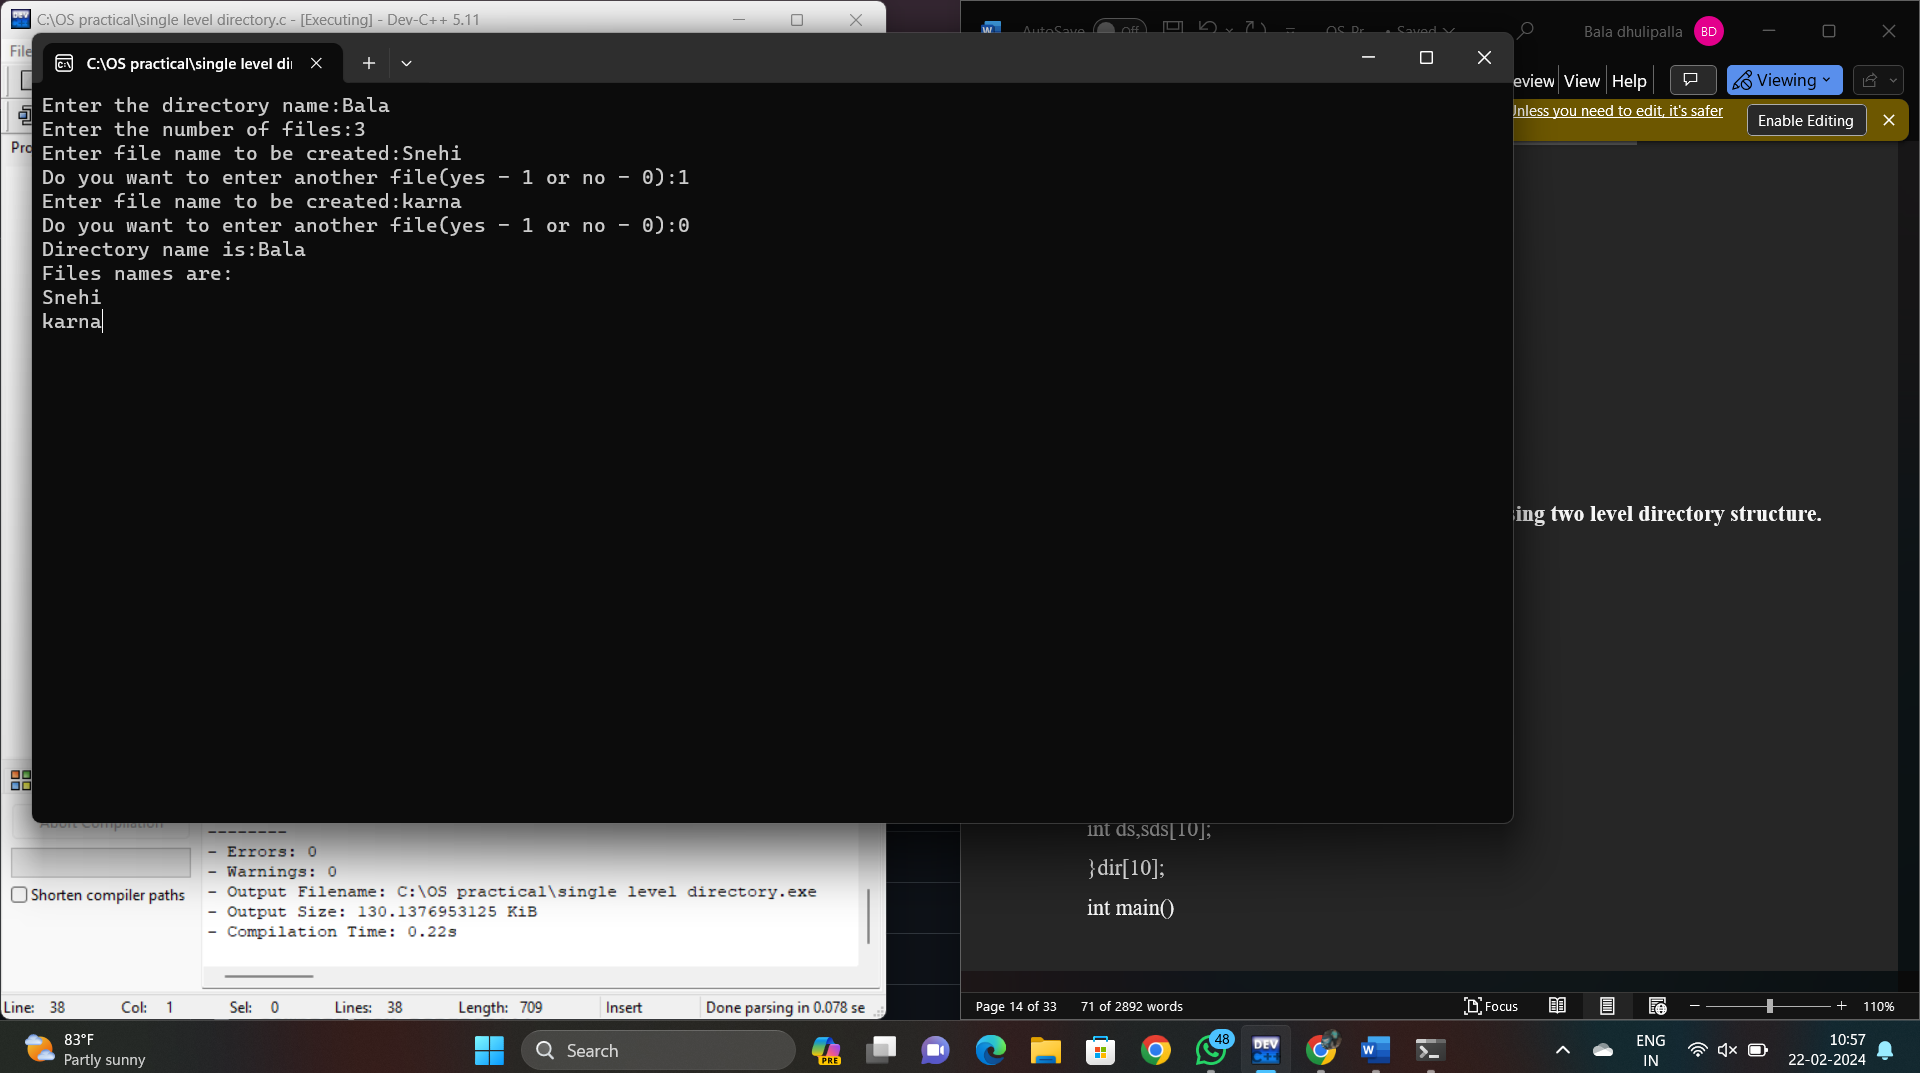 C:\OS practical\single level directory.c - [Executing] - Dev-C++ 5.11
File
AutoSave Off Saved
Bala dhulipalla BD
C:\OS practical\single level di
eview View Help Viewing
Unless you need to edit, it's safer Enable Editing
Enter the directory name:Bala
Enter the number of files:3
Enter file name to be created:Snehi
Do you want to enter another file(yes - 1 or no - 0):1
Enter file name to be created:karna
Do you want to enter another file(yes - 1 or no - 0):0
Directory name is:Bala
Files names are:
Snehi
karna
Pro
sing two level directory structure.
int ds,sds[10];
}dir[10];
int main()
Abort Compilation
Shorten compiler paths
--------
- Errors: 0
- Warnings: 0
- Output Filename: C:\OS practical\single level directory.exe
- Output Size: 130.1376953125 KiB
- Compilation Time: 0.22s
Line: 38 Col: 1 Sel: 0 Lines: 38 Length: 709 Insert Done parsing in 0.078 se
Page 14 of 33 71 of 2892 words Focus 110%
83°F
Partly sunny
Search
PRE
48
DEV
C++
ENG
IN
10:57
22-02-2024